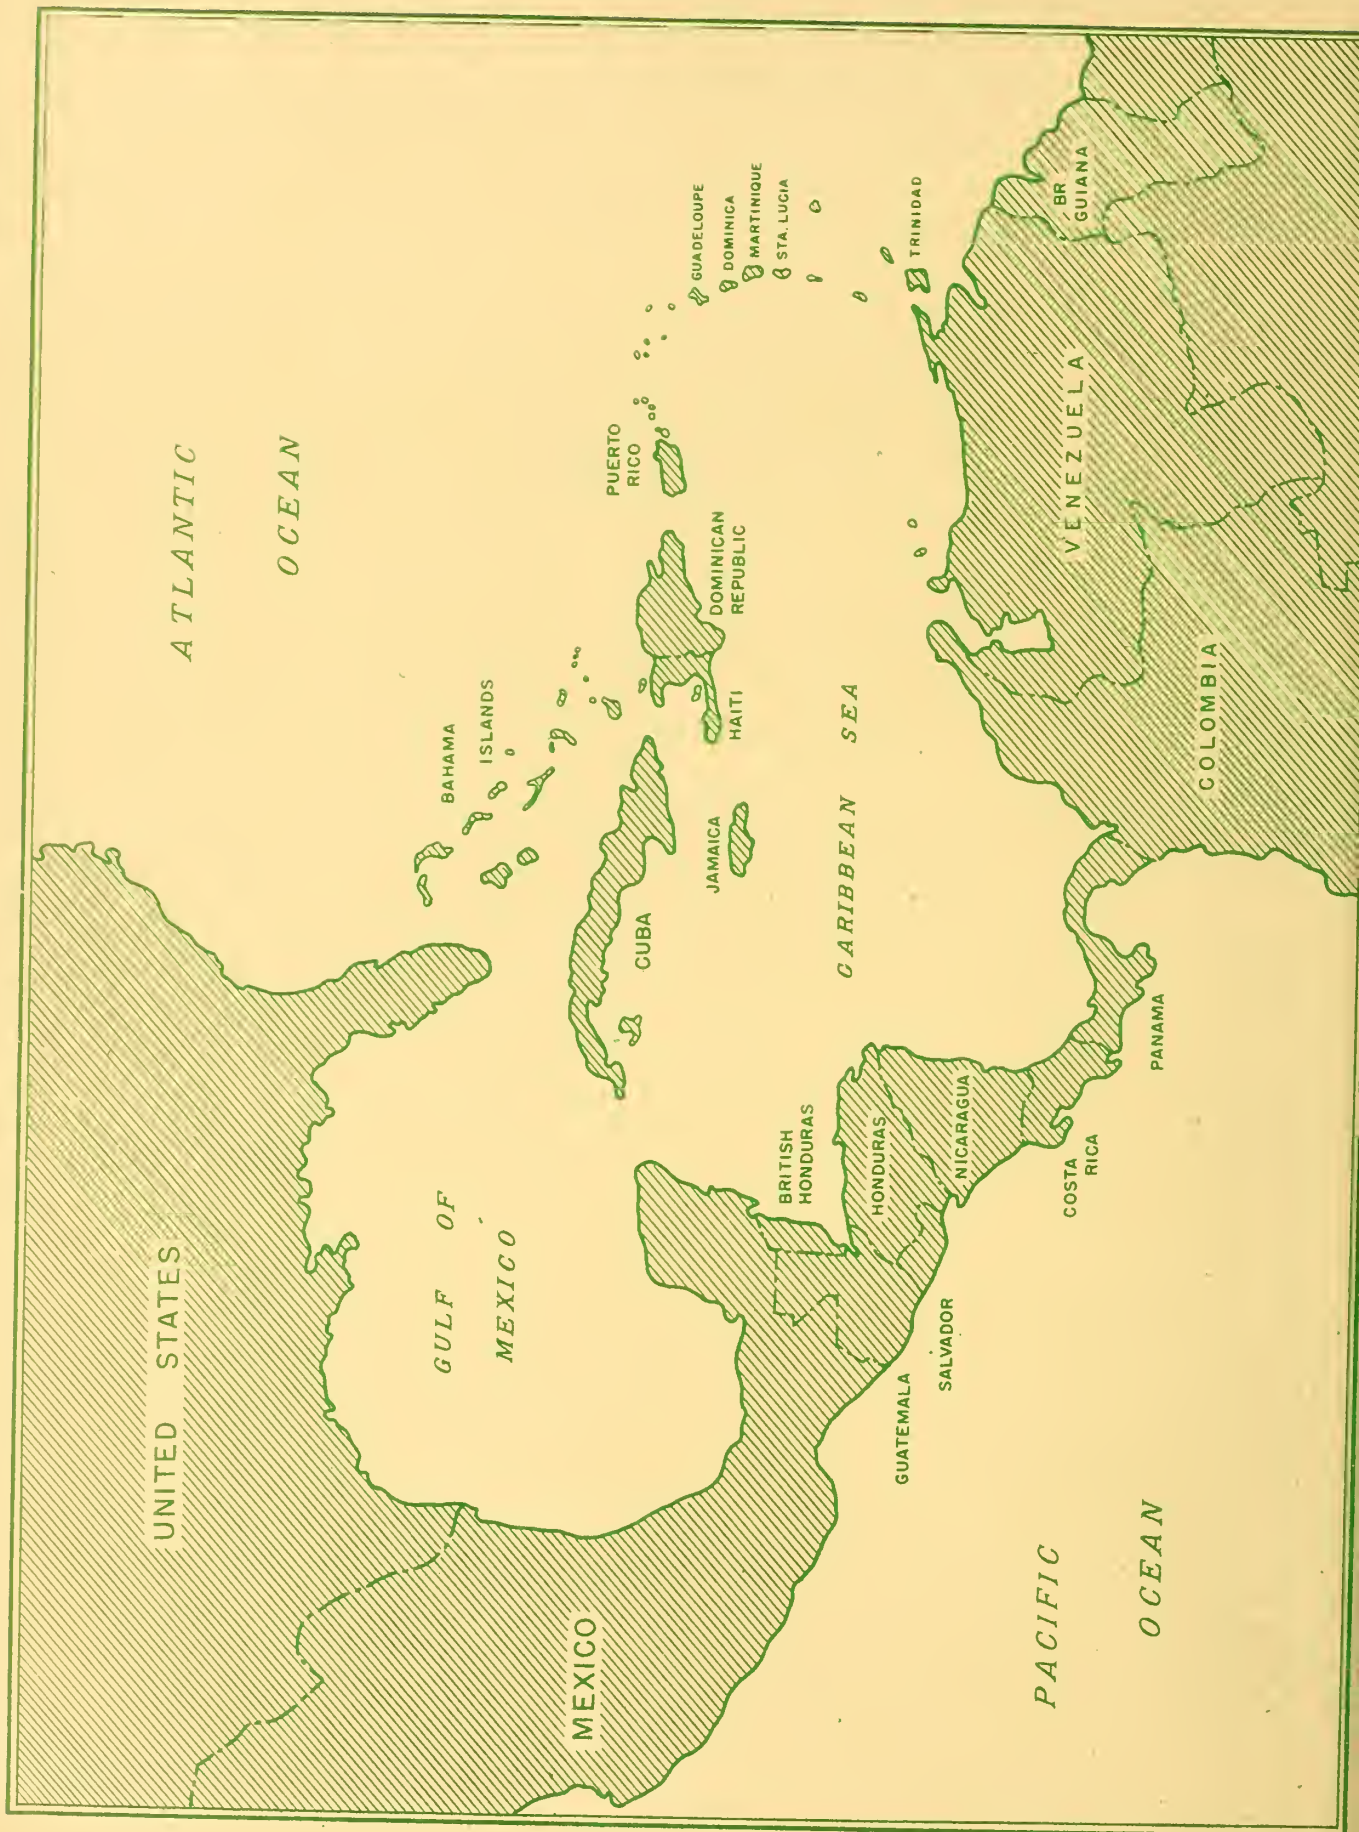 UNITED STATES
ATLANTIC
OCEAN
BAHAMA
ISLANDS
GULF OF
MEXICO
MEXICO
CUBA
PUERTO
RICO
DOMINICAN
REPUBLIC
HAITI
JAMAICA
GUADELOUPE
DOMINICA
MARTINIQUE
STA. LUCIA
TRINIDAD
CARIBBEAN SEA
BRITISH
HONDURAS
HONDURAS
NICARAGUA
GUATEMALA
SALVADOR
COSTA
RICA
PANAMA
COLOMBIA
VENEZUELA
BR
GUIANA
PACIFIC
OCEAN